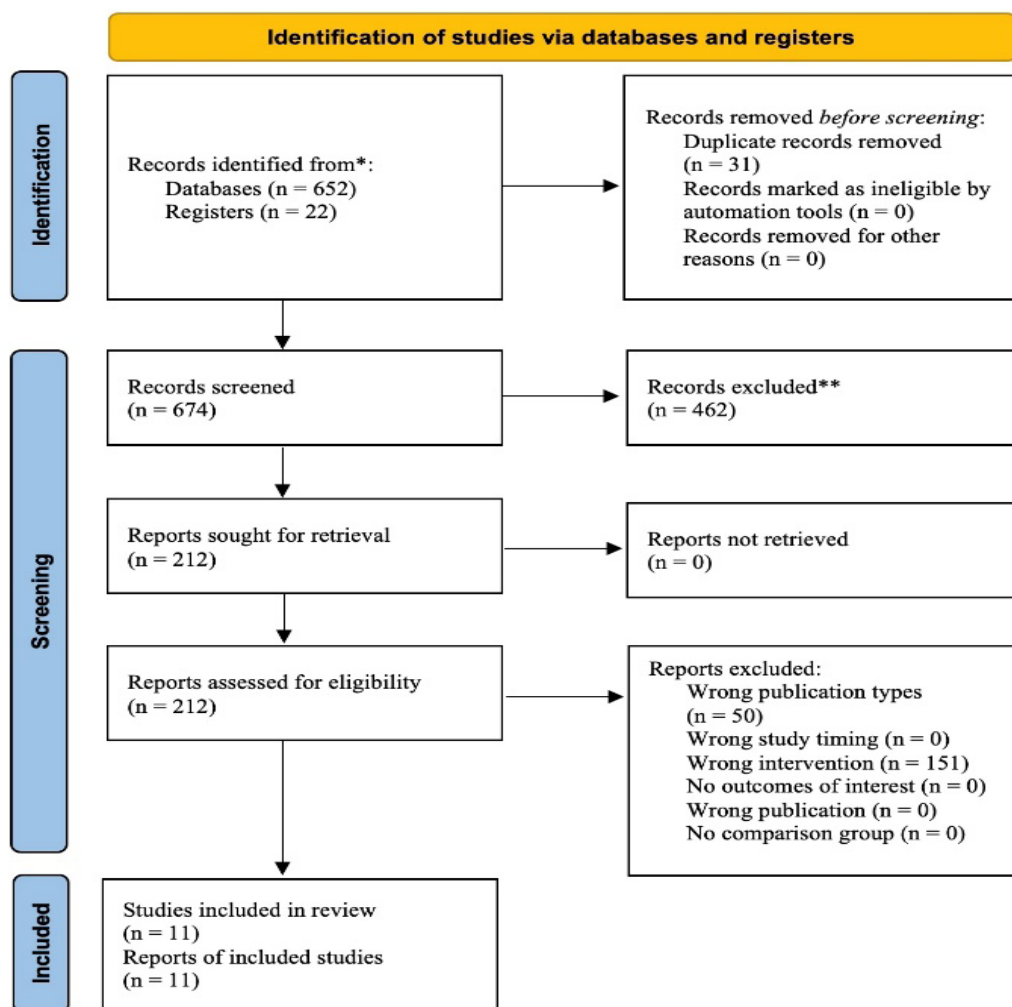 Identification of studies via databases and registers
Identification
Records identified from*:
Databases (n = 652)
Registers (n = 22)
Records removed before screening:
Duplicate records removed
(n = 31)
Records marked as ineligible by
automation tools (n = 0)
Records removed for other
reasons (n = 0)
Screening
Records screened
(n = 674)
Records excluded**
(n = 462)
Reports sought for retrieval
(n = 212)
Reports not retrieved
(n = 0)
Reports assessed for eligibility
(n = 212)
Reports excluded:
Wrong publication types
(n = 50)
Wrong study timing (n = 0)
Wrong intervention (n = 151)
No outcomes of interest (n = 0)
Wrong publication (n = 0)
No comparison group (n = 0)
Included
Studies included in review
(n = 11)
Reports of included studies
(n = 11)